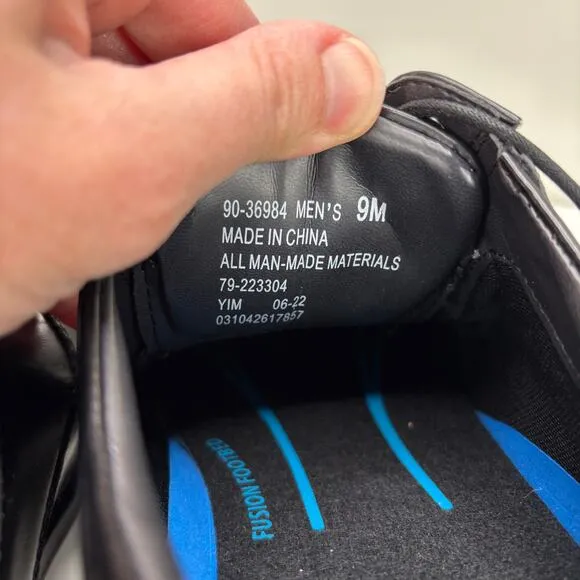 90-36984 MEN'S 9M
MADE IN CHINA
ALL MAN-MADE MATERIALS
79-223304
YIM 06-22
031042617857
FUSION FOOTBED